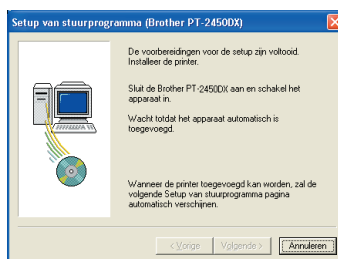 Setup van stuurprogramma (Brother PT-2450DX)
De voorbereidingen voor de setup zijn voltooid.
Installeer de printer.
Sluit de Brother PT-2450DX aan en schakel het
apparaat in.
Wacht totdat het apparaat automatisch is
toegevoegd.
Wanneer de printer toegevoegd kan worden, zal de
volgende Setup van stuurprogramma pagina
automatisch verschijnen.
< Vorige
Volgende >
Annuleren